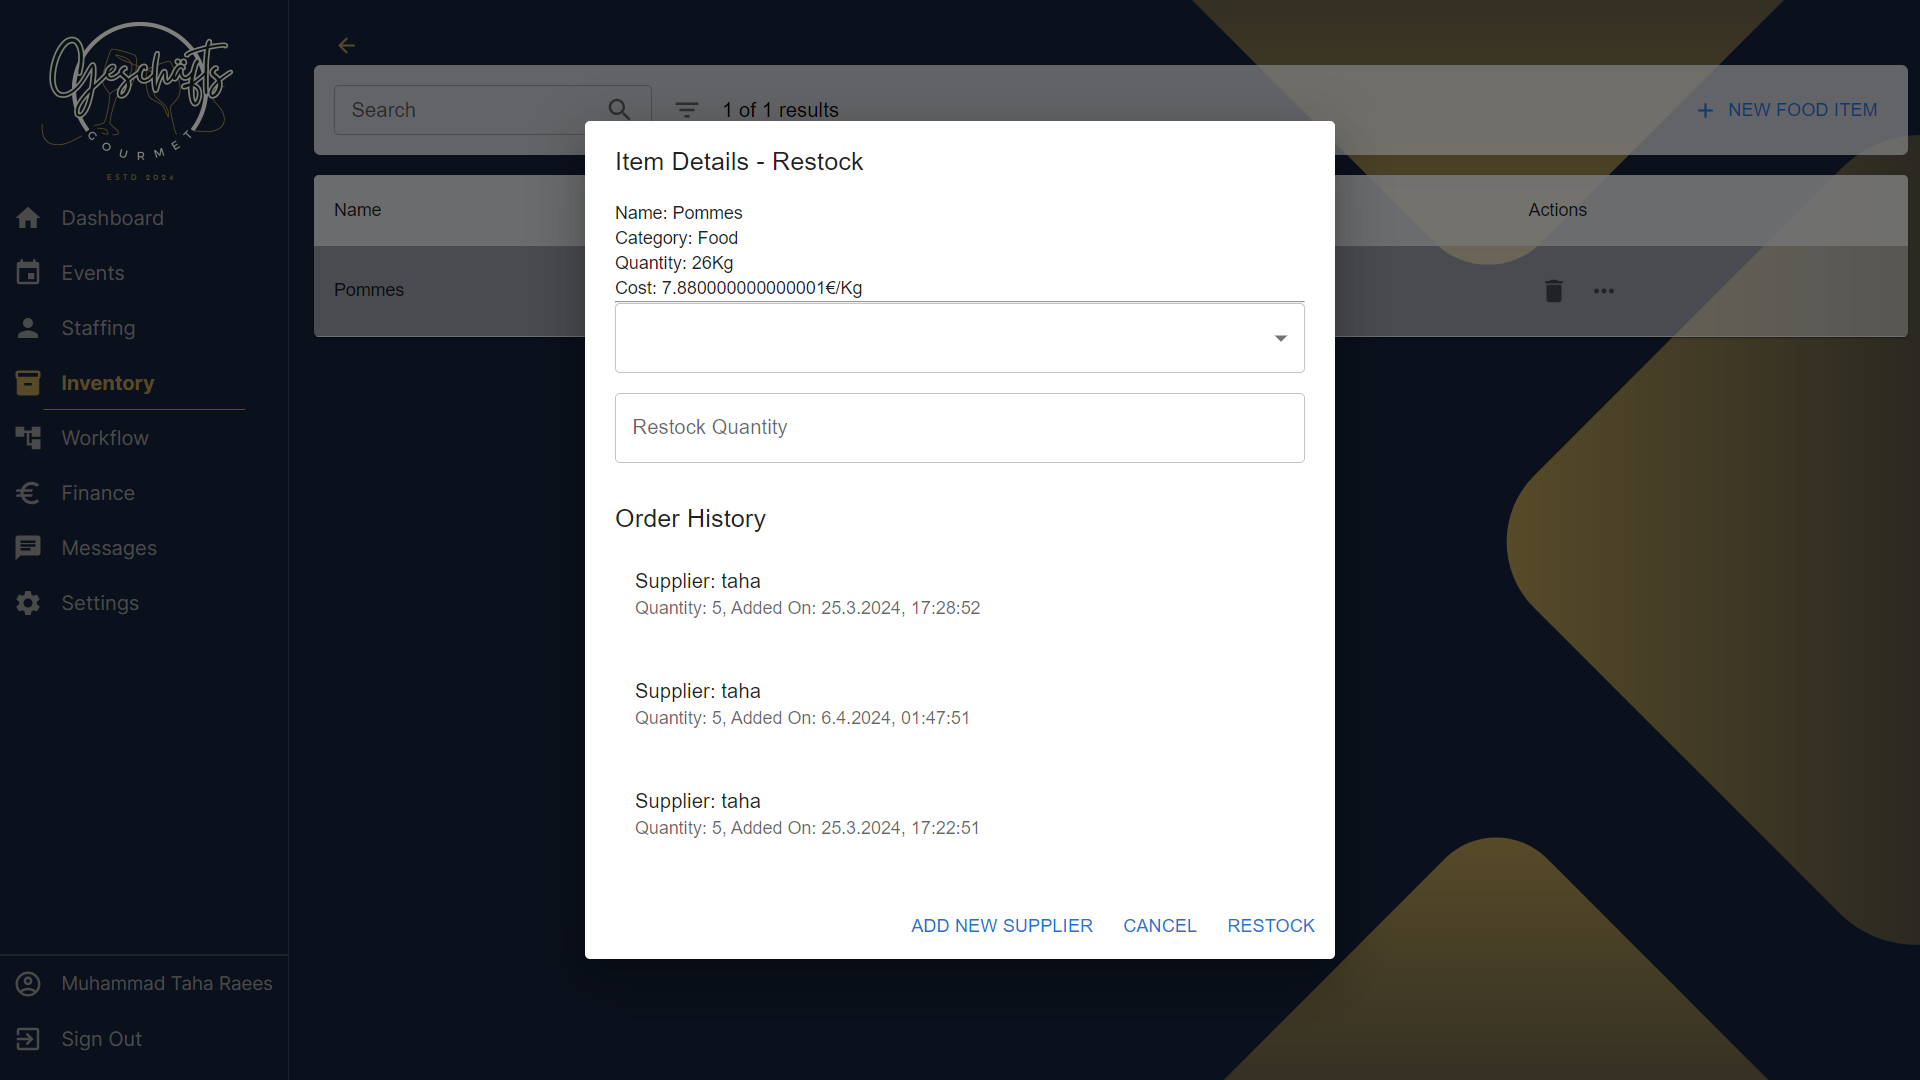 Geschäfts
GOURMET
ESTD 2024
Dashboard
Events
Staffing
Inventory
Workflow
Finance
Messages
Settings
Muhammad Taha Raees
Sign Out
Search
1 of 1 results
NEW FOOD ITEM
Name
Actions
Pommes
Item Details - Restock
Name: Pommes
Category: Food
Quantity: 26Kg
Cost: 7.880000000000001€/Kg
Restock Quantity
Order History
Supplier: taha
Quantity: 5, Added On: 25.3.2024, 17:28:52
Supplier: taha
Quantity: 5, Added On: 6.4.2024, 01:47:51
Supplier: taha
Quantity: 5, Added On: 25.3.2024, 17:22:51
ADD NEW SUPPLIER
CANCEL
RESTOCK